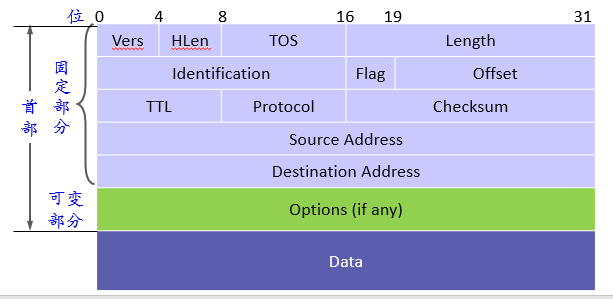 位 0 4 8 16 19 31
Vers HLen TOS Length
Identification Flag Offset
TTL Protocol Checksum
Source Address
Destination Address
Options (if any)
Data
首部
固定部分
可变
部分